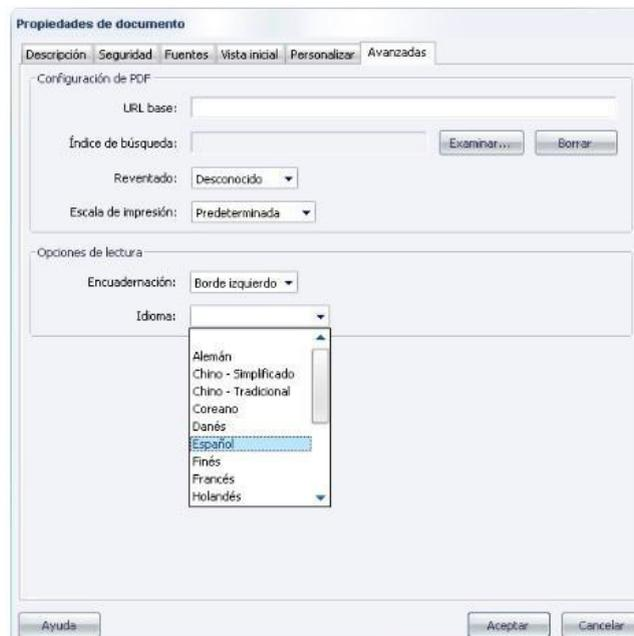 Propiedades de documento
Descripción Seguridad Fuentes Vista inicial Personalizar Avanzadas
Configuración de PDF
URL base:
Índice de búsqueda: Examinar... Borrar
Reventado: Desconocido
Escala de impresión: Predeterminada
Opciones de lectura
Encuadernación: Borde izquierdo
Idioma:
Alemán
Chino - Simplificado
Chino - Tradicional
Coreano
Danés
Español
Finés
Francés
Holandés
Ayuda Aceptar Cancelar